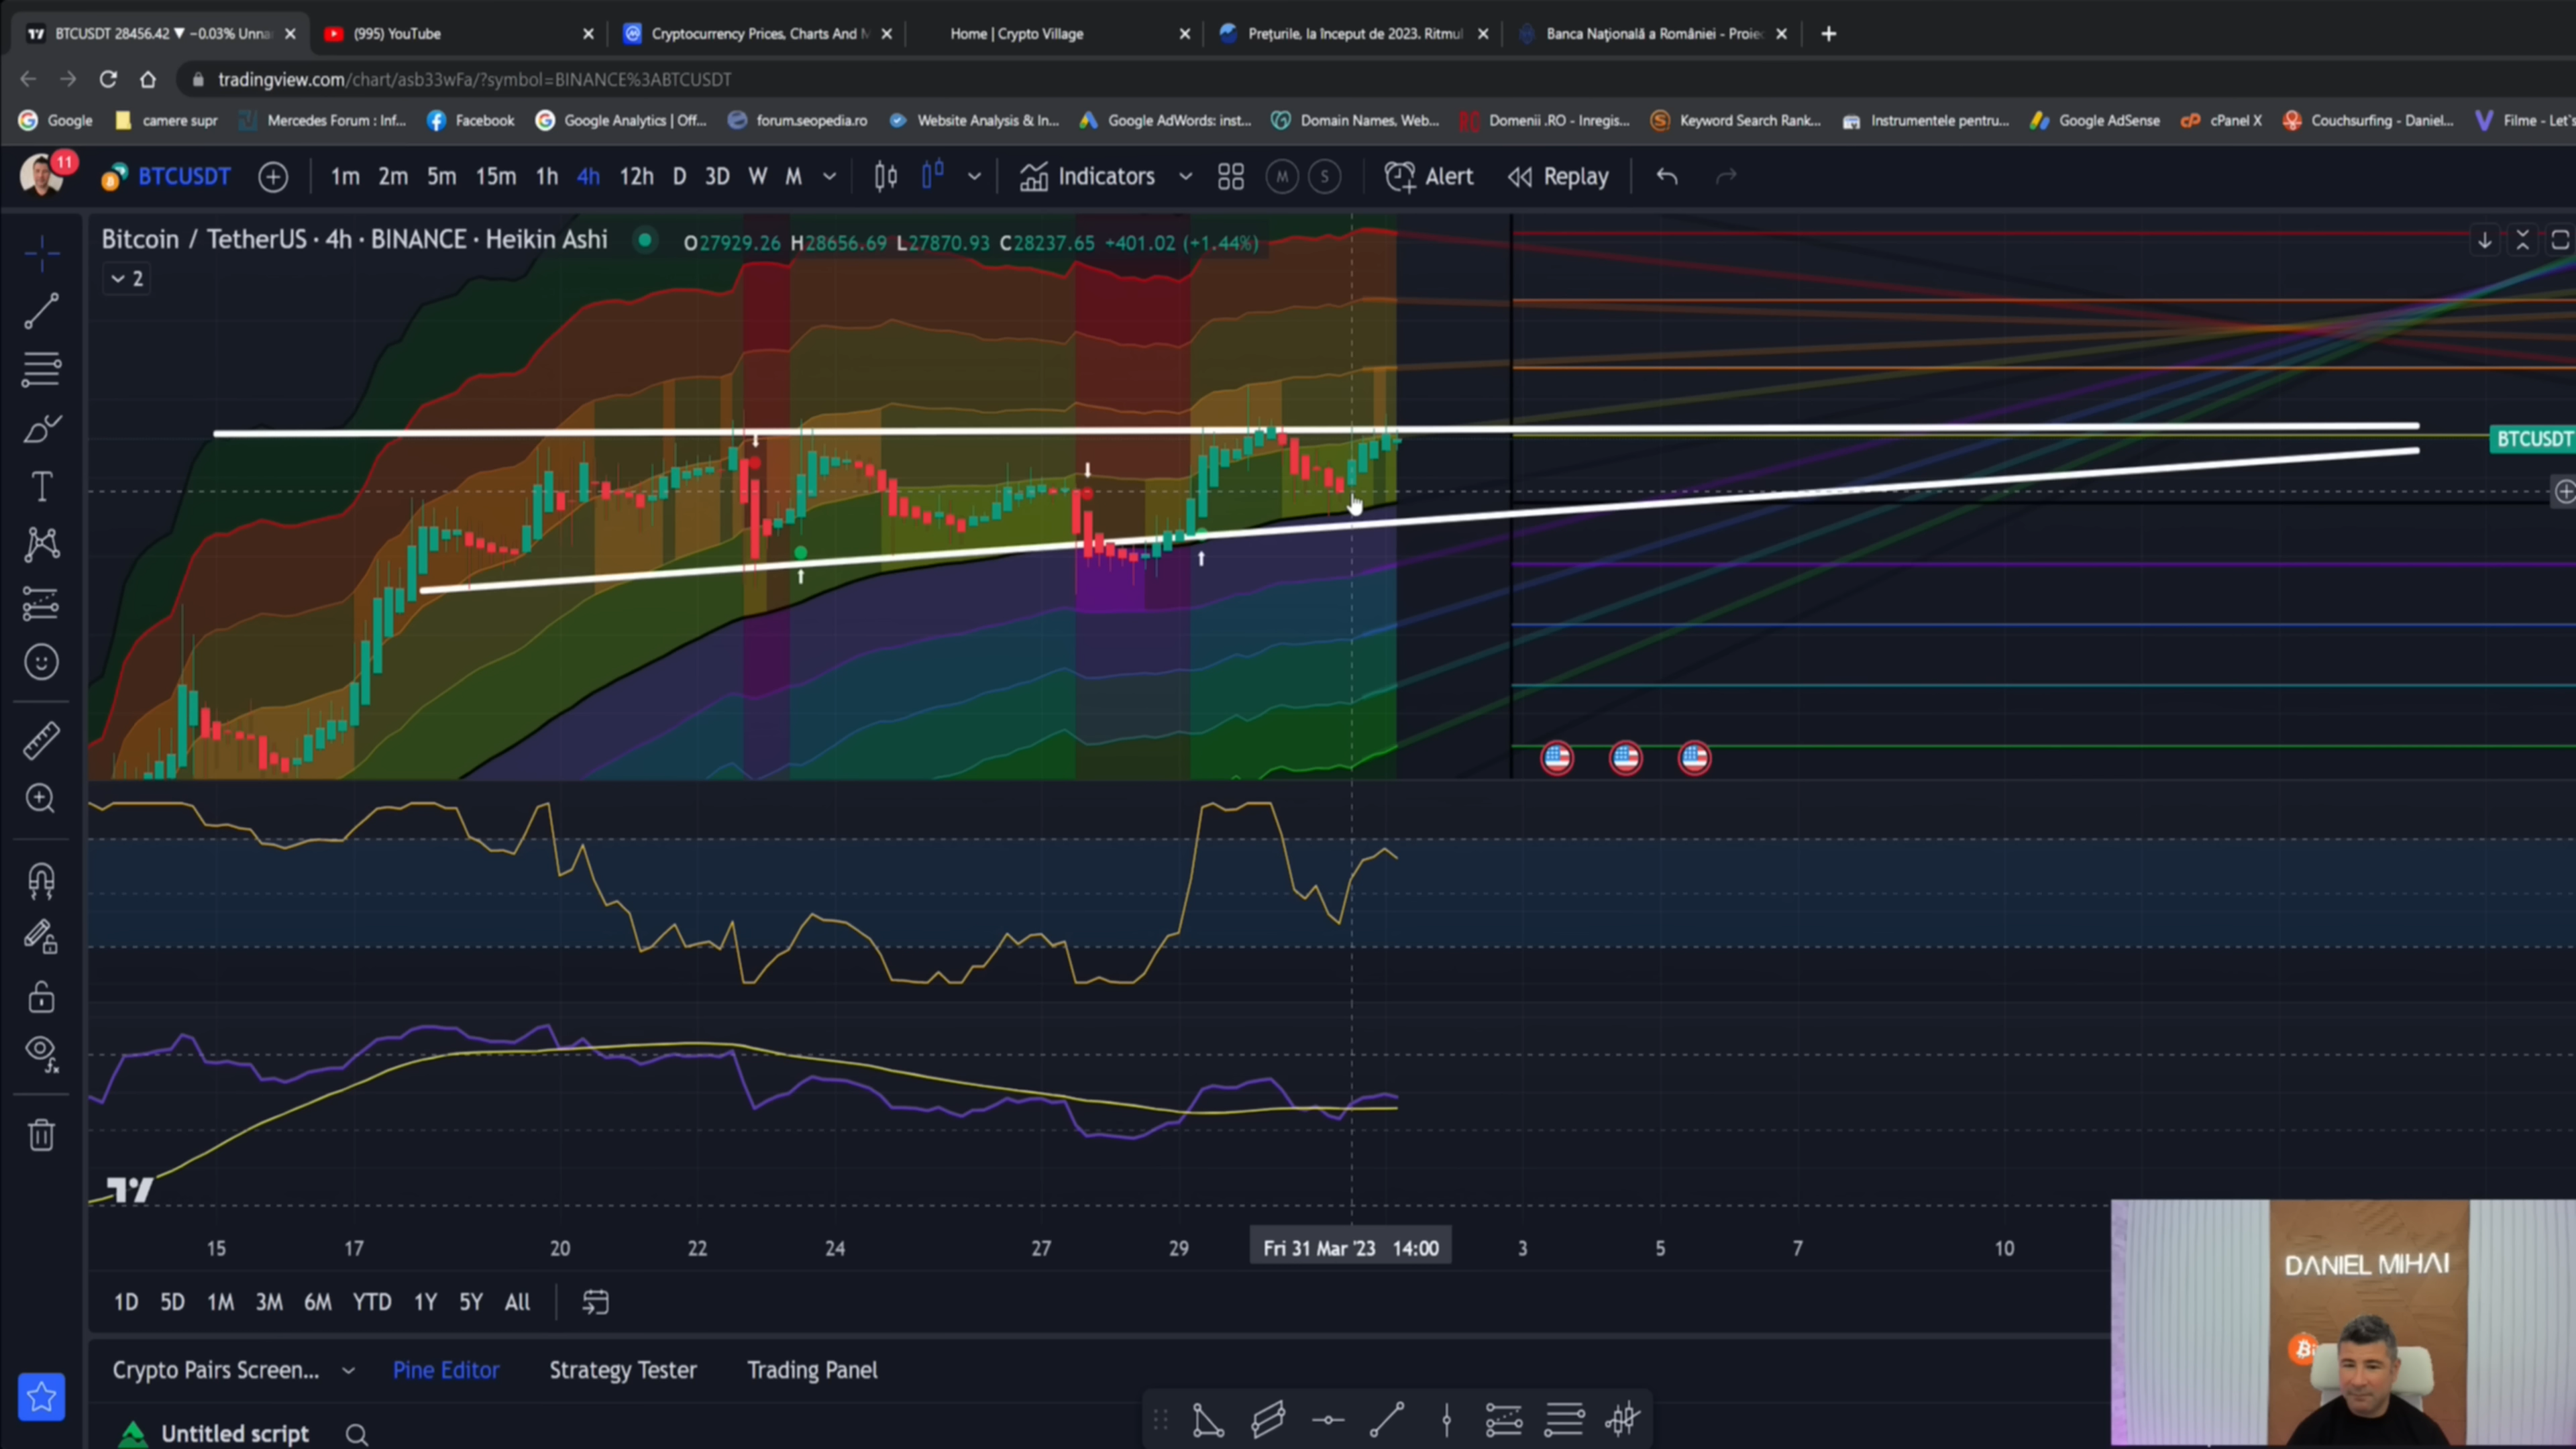 BTCUSDT 28456.42 ▼ −0.03% Unna
(995) YouTube
Cryptocurrency Prices, Charts And M
Home | Crypto Village
Prețurile, la început de 2023. Ritmul
Banca Naţională a României - Proiec
tradingview.com/chart/asb33wFa/?symbol=BINANCE%3ABTCUSDT
Google
camere supr
Mercedes Forum : Inf...
Facebook
Google Analytics | Off...
forum.seopedia.ro
Website Analysis & In...
Google AdWords: inst...
Domain Names, Web...
Domenii .RO - Inregis...
Keyword Search Rank...
Instrumentele pentru...
Google AdSense
cPanel X
Couchsurfing - Daniel...
Filme - Let's
11
BTCUSDT
1m 2m 5m 15m 1h 4h 12h D 3D W M
Indicators
M
S
Alert
Replay
Bitcoin / TetherUS · 4h · BINANCE · Heikin Ashi
O27929.26 H28656.69 L27870.93 C28237.65 +401.02 (+1.44%)
2
BTCUSDT
15 17 20 22 24 27 29 Fri 31 Mar '23 14:00 3 5 7 10
1D 5D 1M 3M 6M YTD 1Y 5Y All
DANIEL MIHAI
Crypto Pairs Screen...
Pine Editor
Strategy Tester
Trading Panel
Untitled script